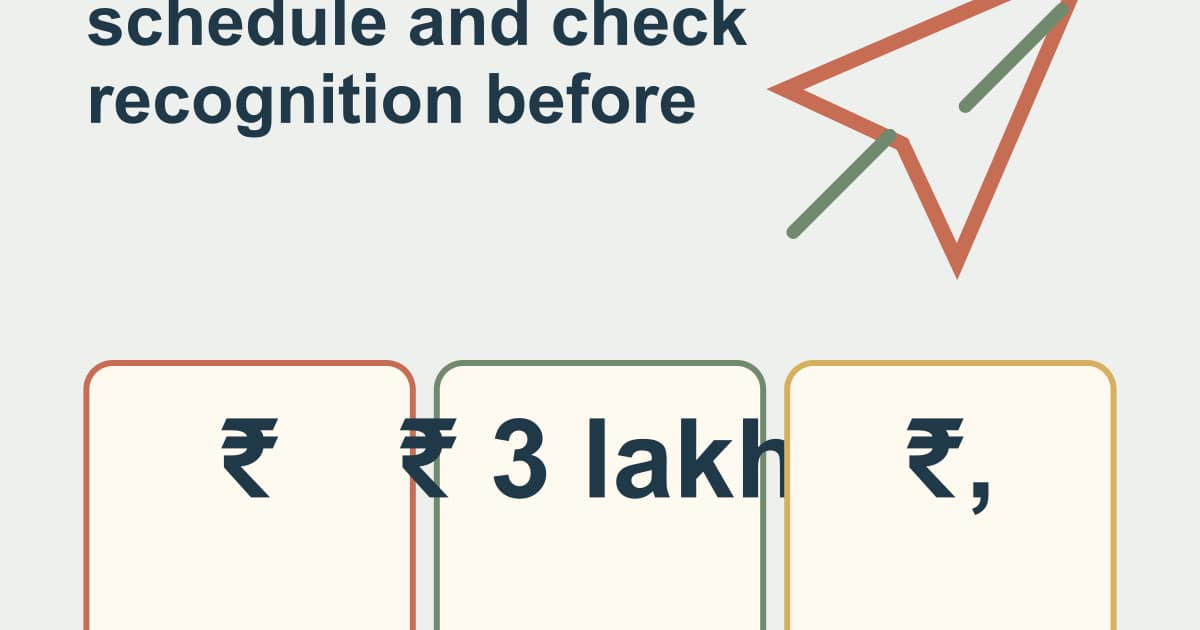 schedule and check
recognition before
₹
₹ 3 lakh
₹,